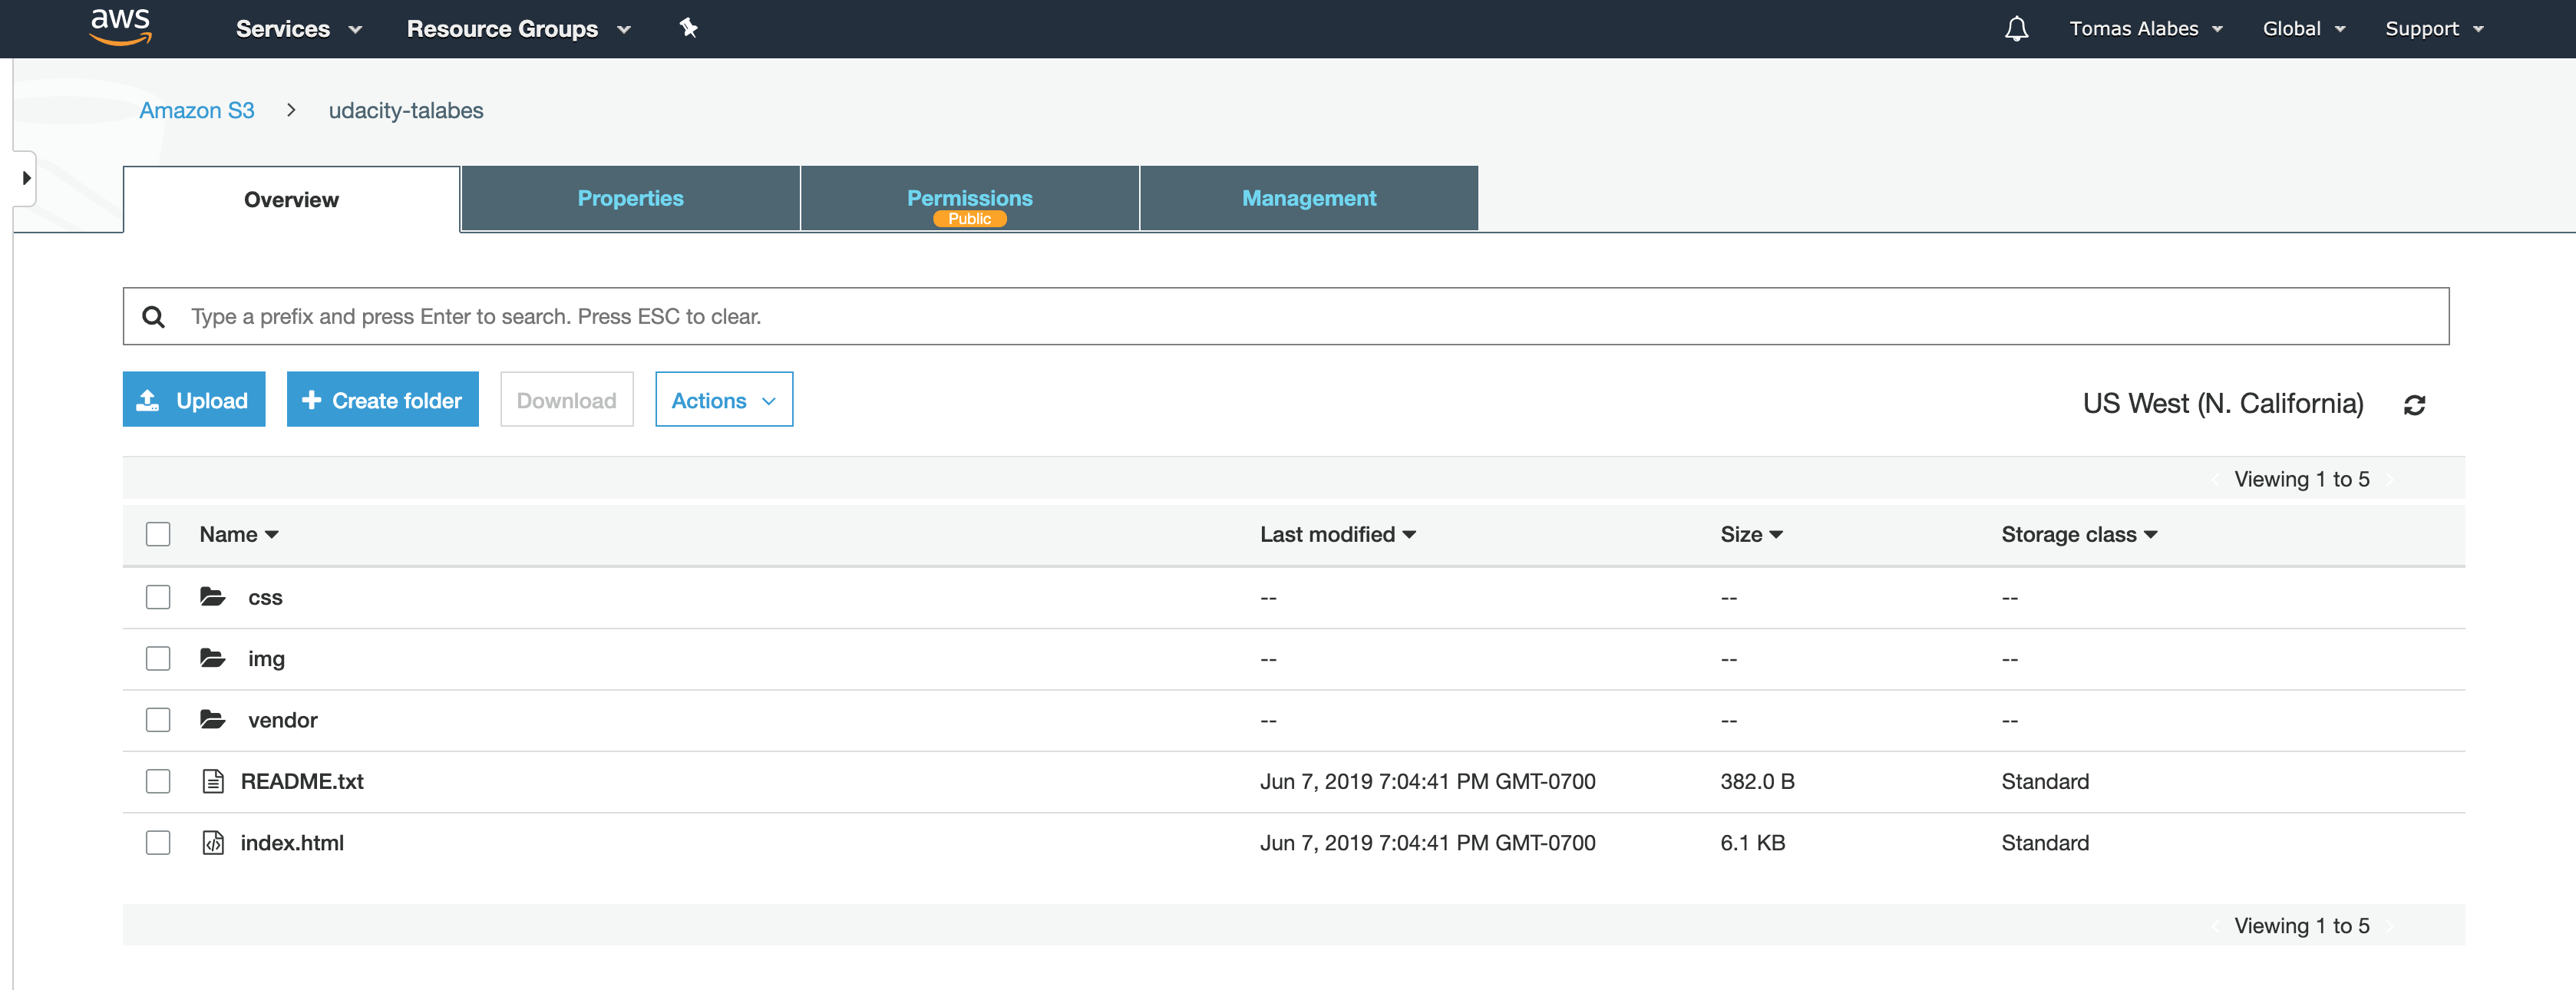 aws Services Resource Groups Tomas Alabes Global Support
Amazon S3 > udacity-talabes
Overview Properties Permissions Management
Public
Type a prefix and press Enter to search. Press ESC to clear.
Upload + Create folder Download Actions US West (N. California)
Viewing 1 to 5
Name Last modified Size Storage class
css -- -- --
img -- -- --
vendor -- -- --
README.txt Jun 7, 2019 7:04:41 PM GMT-0700 382.0 B Standard
index.html Jun 7, 2019 7:04:41 PM GMT-0700 6.1 KB Standard
Viewing 1 to 5